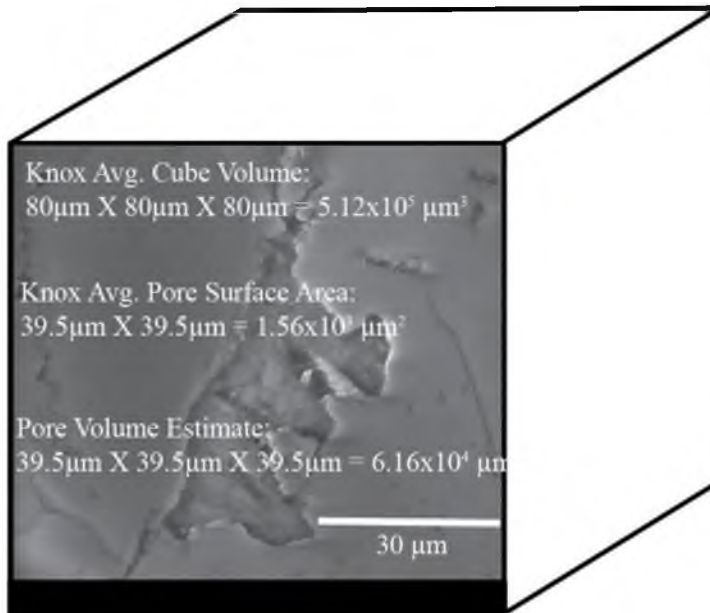 Knox Avg. Cube Volume:
80µm X 80µm X 80µm = 5.12x10⁵ µm³
Knox Avg. Pore Surface Area:
39.5µm X 39.5µm = 1.56x10³ µm²
Pore Volume Estimate:
39.5µm X 39.5µm X 39.5µm = 6.16x10⁴ µm
30 µm